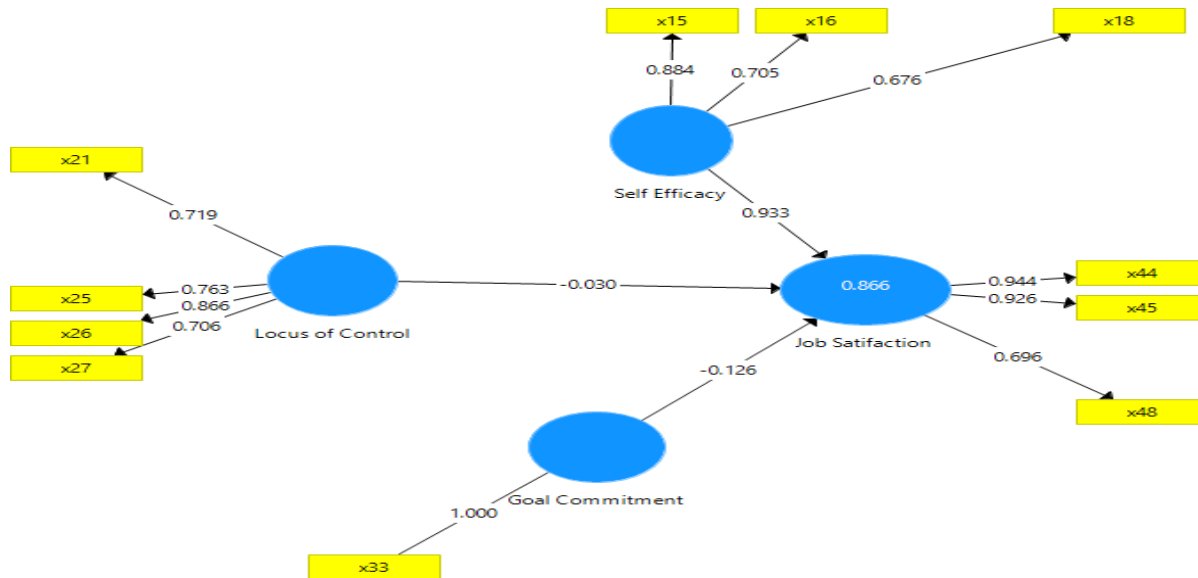 x15
x16
x18
0.884
0.705
0.676
Self Efficacy
0.933
x21
0.719
x25
0.763
x26
0.866
x27
0.706
Locus of Control
-0.030
0.866
Job Satifaction
0.944
x44
0.926
x45
0.696
x48
-0.126
Goal Commitment
1.000
x33